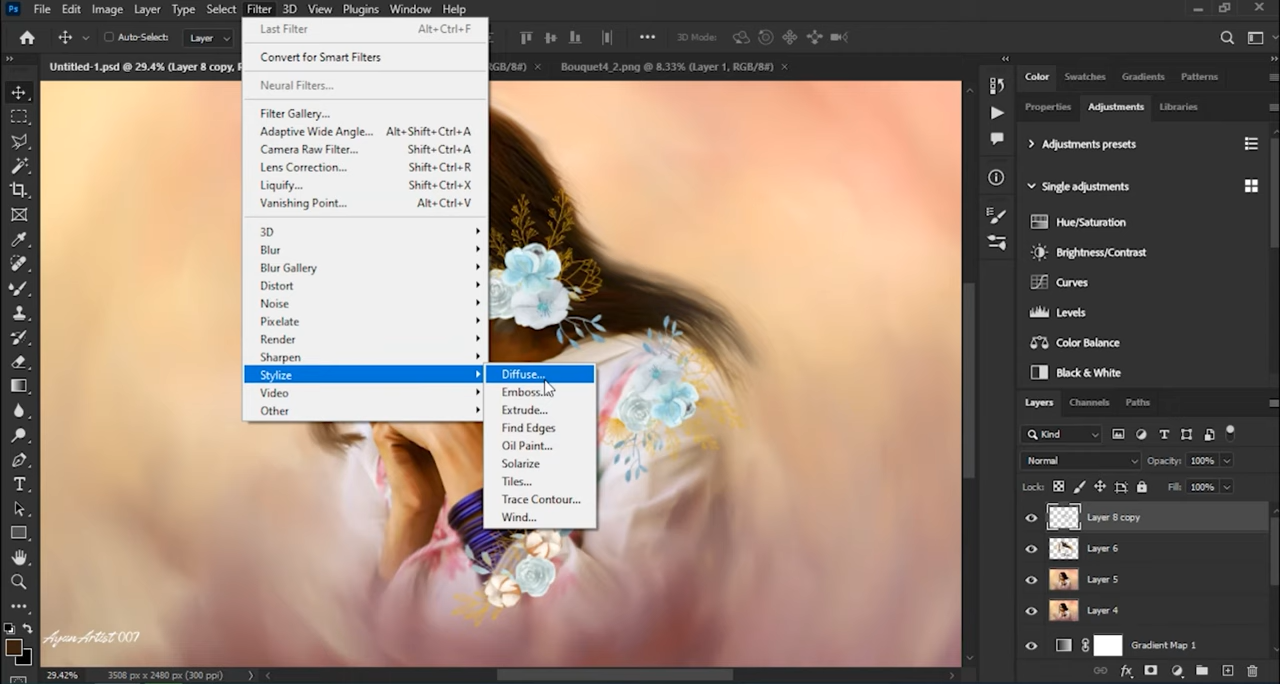 Ps File Edit Image Layer Type Select Filter 3D View Plugins Window Help
Auto-Select: Layer 3D Mode:
Untitled-1.psd @ 29.4% (Layer 8 copy, R RGB/8#) × Bouquet4_2.png @ 8.33% (Layer 1, RGB/8#) ×
Last Filter Alt+Ctrl+F
Convert for Smart Filters
Neural Filters...
Filter Gallery...
Adaptive Wide Angle... Alt+Shift+Ctrl+A
Camera Raw Filter... Shift+Ctrl+A
Lens Correction... Shift+Ctrl+R
Liquify... Shift+Ctrl+X
Vanishing Point... Alt+Ctrl+V
3D
Blur
Blur Gallery
Distort
Noise
Pixelate
Render
Sharpen
Stylize
Video
Other
Diffuse...
Emboss...
Extrude...
Find Edges
Oil Paint...
Solarize
Tiles...
Trace Contour...
Wind...
Color Swatches Gradients Patterns
Properties Adjustments Libraries
Adjustments presets
Single adjustments
Hue/Saturation
Brightness/Contrast
Curves
Levels
Color Balance
Black & White
Layers Channels Paths
Kind
Normal Opacity: 100%
Lock: Fill: 100%
Layer 8 copy
Layer 6
Layer 5
Layer 4
Gradient Map 1
Ayan Artist 007
29.42% 3508 px x 2480 px (300 ppi)